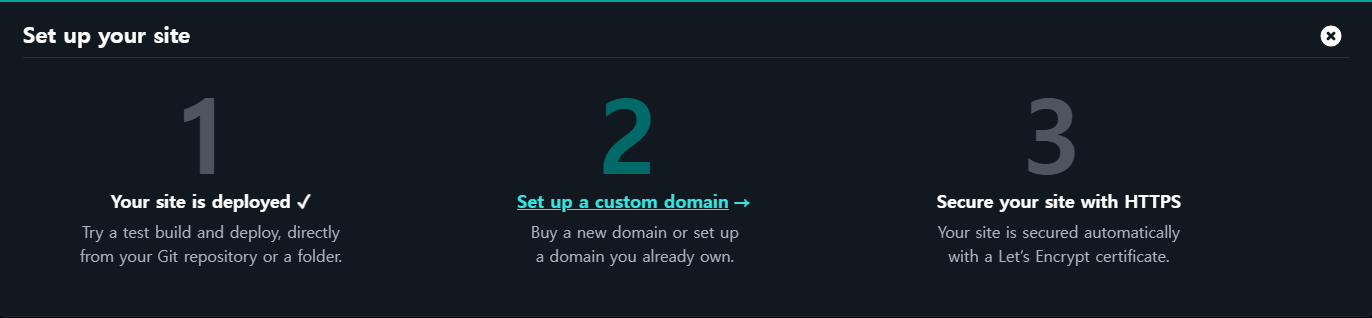 Set up your site
1
2
3
Your site is deployed ✓
Set up a custom domain →
Secure your site with HTTPS
Try a test build and deploy, directly
from your Git repository or a folder.
Buy a new domain or set up
a domain you already own.
Your site is secured automatically
with a Let's Encrypt certificate.